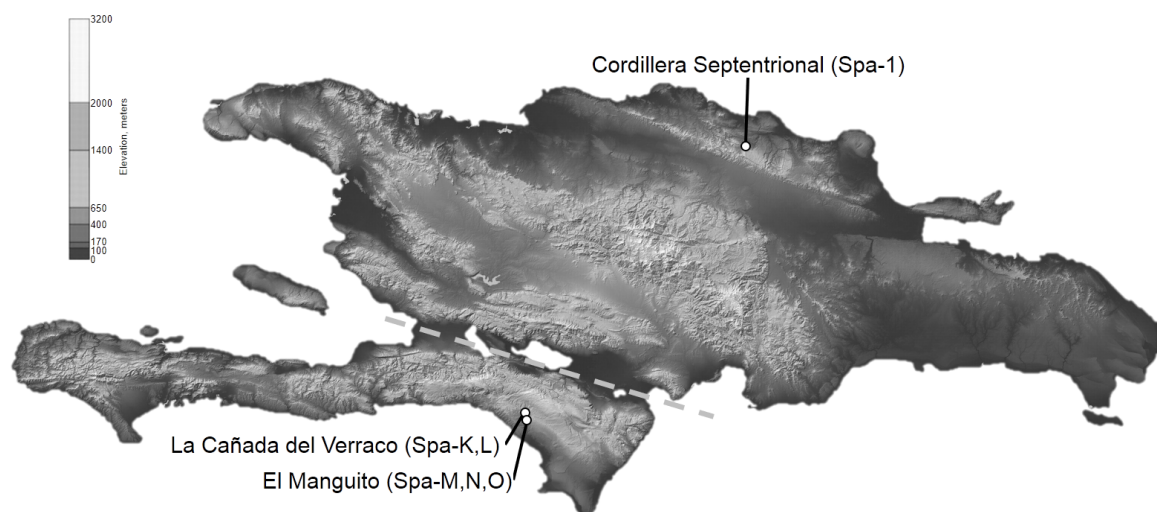 3200
2000
1400
650
400
170
100
0
Elevation, meters
Cordillera Septentrional (Spa-1)
La Cañada del Verraco (Spa-K,L)
El Manguito (Spa-M,N,O)